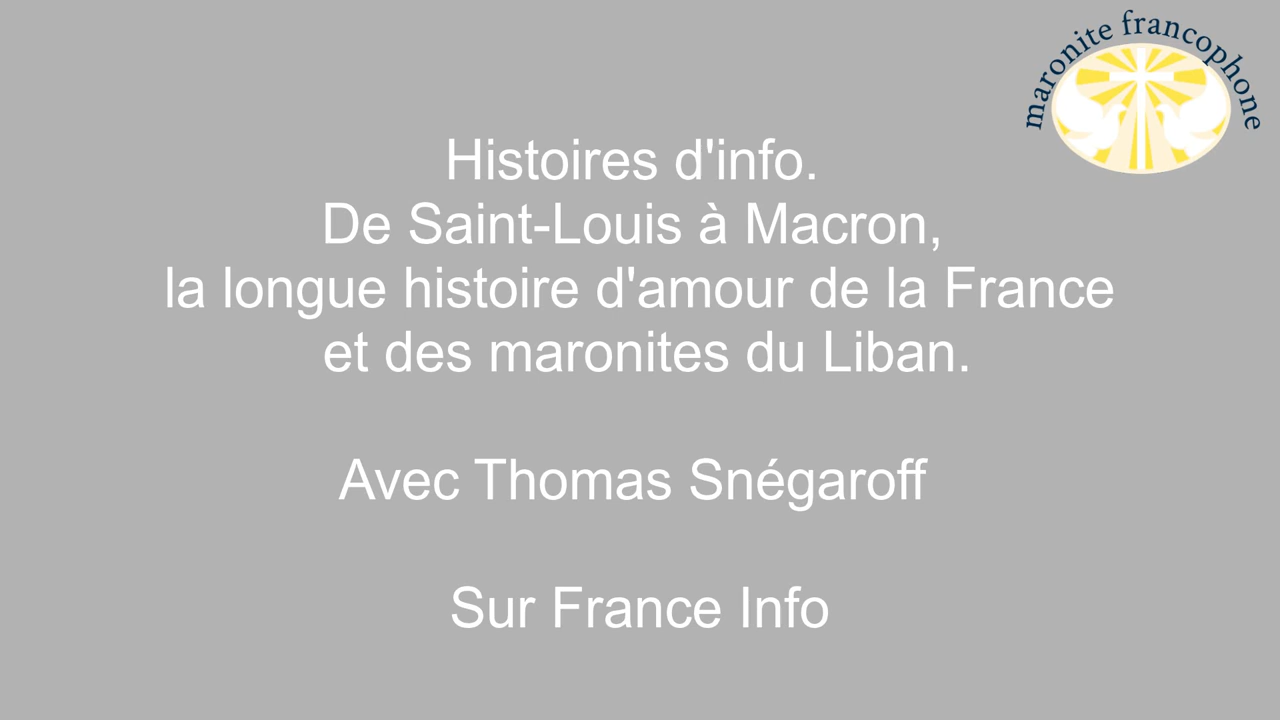 maronite francophone
Histoires d'info.
De Saint-Louis à Macron,
la longue histoire d'amour de la France
et des maronites du Liban.
Avec Thomas Snégaroff
Sur France Info